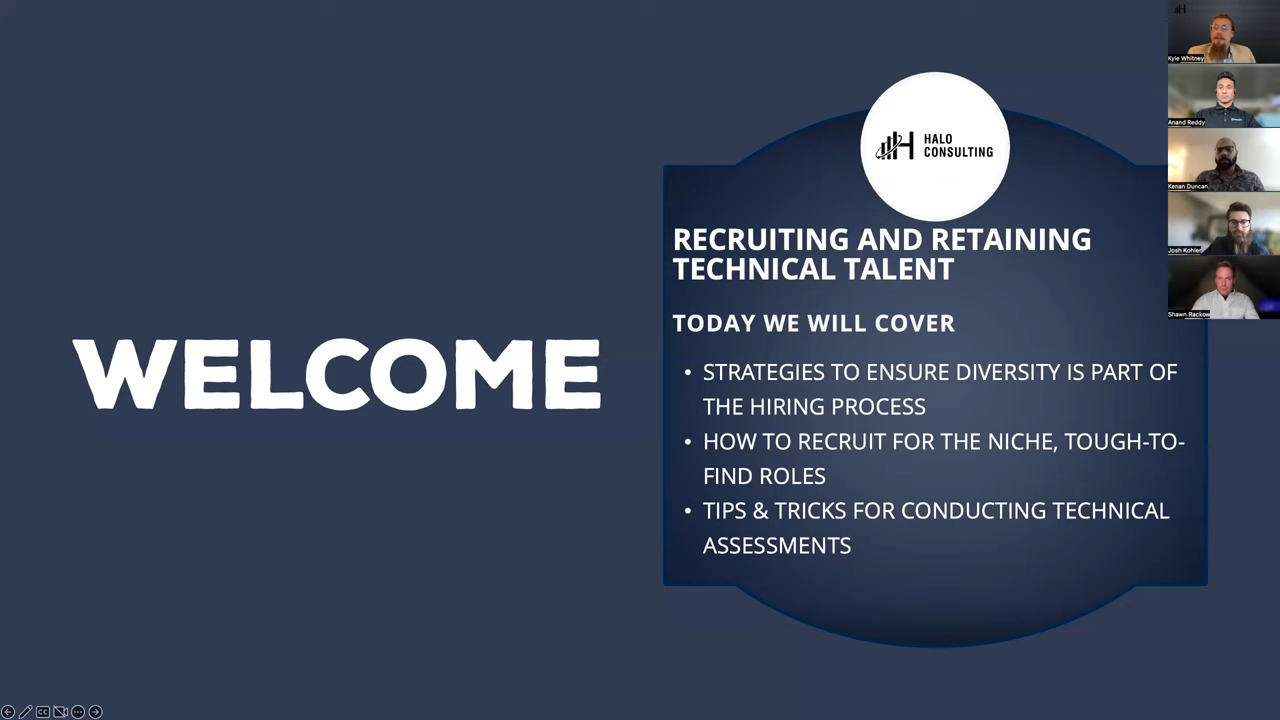 HALO
CONSULTING
RECRUITING AND RETAINING
TECHNICAL TALENT
TODAY WE WILL COVER
WELCOME
• STRATEGIES TO ENSURE DIVERSITY IS PART OF
THE HIRING PROCESS
• HOW TO RECRUIT FOR THE NICHE, TOUGH-TO-
FIND ROLES
• TIPS & TRICKS FOR CONDUCTING TECHNICAL
ASSESSMENTS
Kyle Whitney
Anand Reddy
Kenan Duncan
Josh Kohler
Shawn Rackow